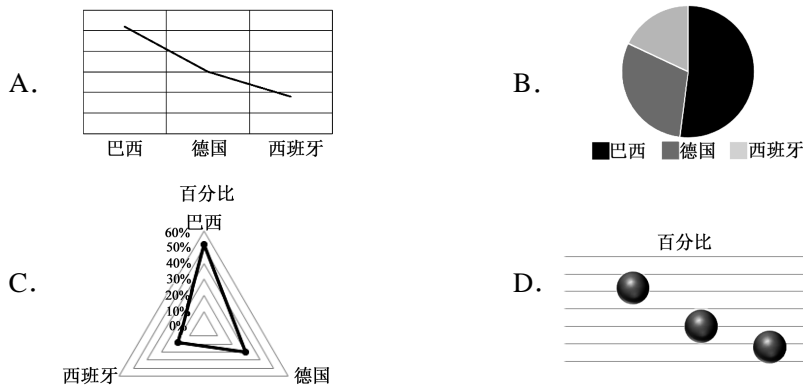 A.
巴西 德国 西班牙
B.
巴西 德国 西班牙
C.
百分比
巴西
60%
50%
40%
30%
20%
10%
0%
西班牙 德国
D.
百分比